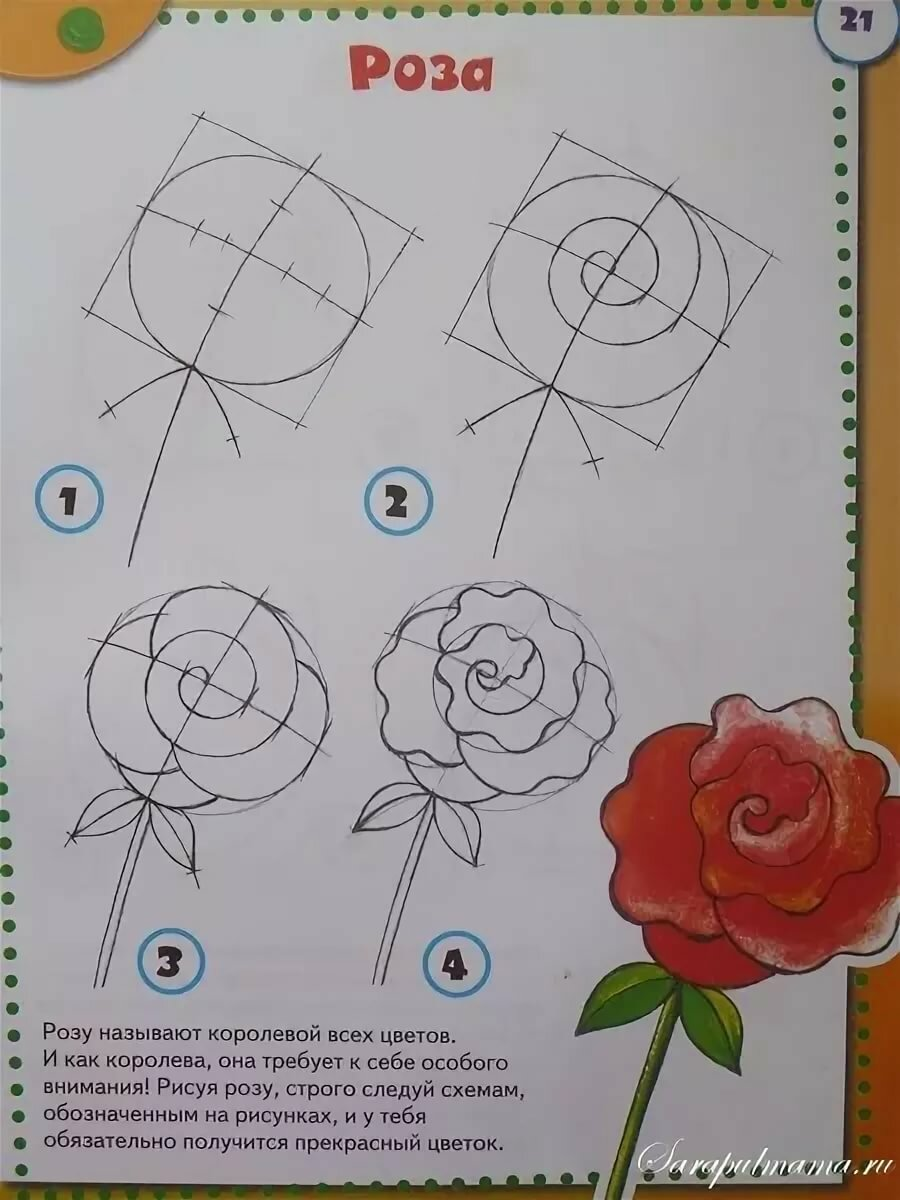 21
Роза
1
2
3
4
Розу называют королевой всех цветов.
И как королева, она требует к себе особого
внимания! Рисуя розу, строго следуй схемам,
обозначенным на рисунках, и у тебя
обязательно получится прекрасный цветок.
Sarapulmama.ru